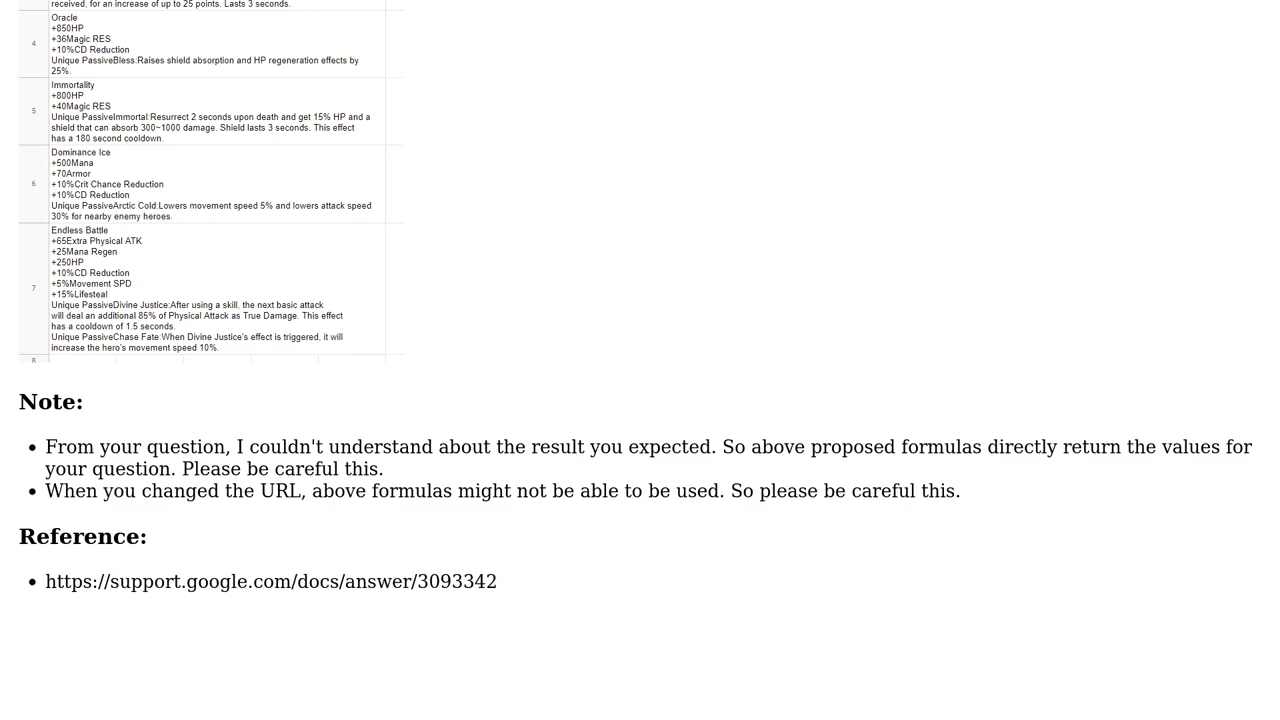 received, for an increase of up to 25 points. Lasts 3 seconds.
4
Oracle
+850HP
+36Magic RES
+10%CD Reduction
Unique PassiveBless:Raises shield absorption and HP regeneration effects by
25%.
5
Immortality
+800HP
+40Magic RES
Unique PassiveImmortal:Resurrect 2 seconds upon death and get 15% HP and a
shield that can absorb 300~1000 damage. Shield lasts 3 seconds. This effect
has a 180 second cooldown.
6
Dominance Ice
+500Mana
+70Armor
+10%Crit Chance Reduction
+10%CD Reduction
Unique PassiveArctic Cold:Lowers movement speed 5% and lowers attack speed
30% for nearby enemy heroes.
7
Endless Battle
+65Extra Physical ATK
+25Mana Regen
+250HP
+10%CD Reduction
+5%Movement SPD
+15%Lifesteal
Unique PassiveDivine Justice:After using a skill, the next basic attack
will deal an additional 85% of Physical Attack as True Damage. This effect
has a cooldown of 1.5 seconds.
Unique PassiveChase Fate:When Divine Justice's effect is triggered, it will
increase the hero's movement speed 10%.
8
Note:
• From your question, I couldn't understand about the result you expected. So above proposed formulas directly return the values for
your question. Please be careful this.
• When you changed the URL, above formulas might not be able to be used. So please be careful this.
Reference:
• https://support.google.com/docs/answer/3093342